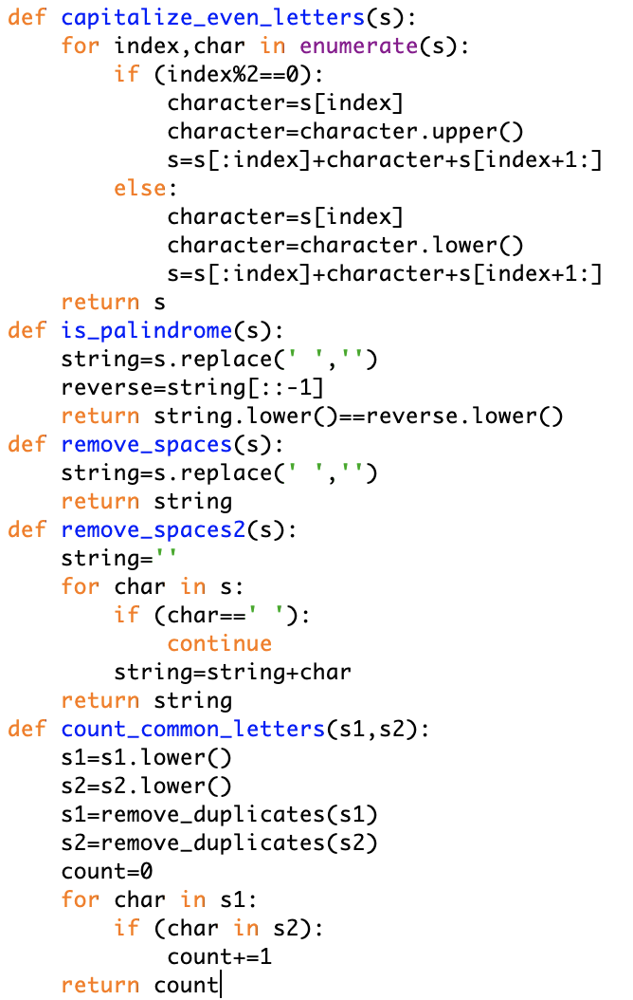 def capitalize_even_letters(s):
    for index,char in enumerate(s):
        if (index%2==0):
            character=s[index]
            character=character.upper()
            s=s[:index]+character+s[index+1:]
        else:
            character=s[index]
            character=character.lower()
            s=s[:index]+character+s[index+1:]
    return s
def is_palindrome(s):
    string=s.replace(' ','')
    reverse=string[::-1]
    return string.lower()==reverse.lower()
def remove_spaces(s):
    string=s.replace(' ','')
    return string
def remove_spaces2(s):
    string=''
    for char in s:
        if (char==' '):
            continue
        string=string+char
    return string
def count_common_letters(s1,s2):
    s1=s1.lower()
    s2=s2.lower()
    s1=remove_duplicates(s1)
    s2=remove_duplicates(s2)
    count=0
    for char in s1:
        if (char in s2):
            count+=1
    return count